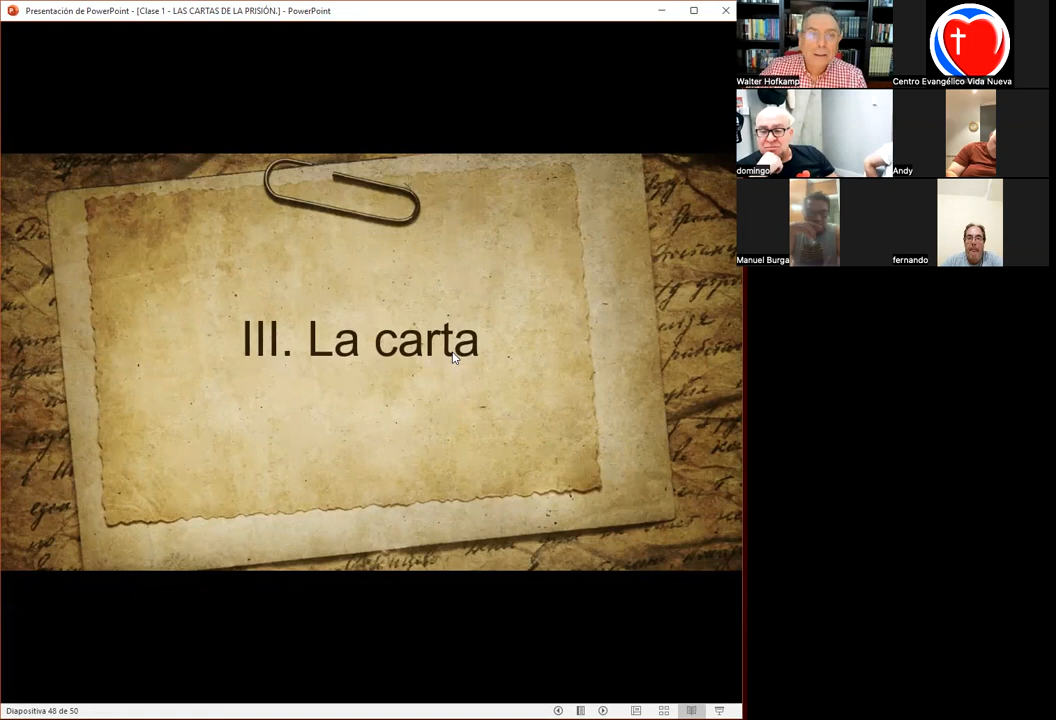 Presentación de PowerPoint - [Clase 1 - LAS CARTAS DE LA PRISIÓN.] - PowerPoint
III. La carta
Diapositiva 48 de 50
Walter Hofkamp
Centro Evangélico Vida Nueva
domingo
Andy
Manuel Burga
fernando